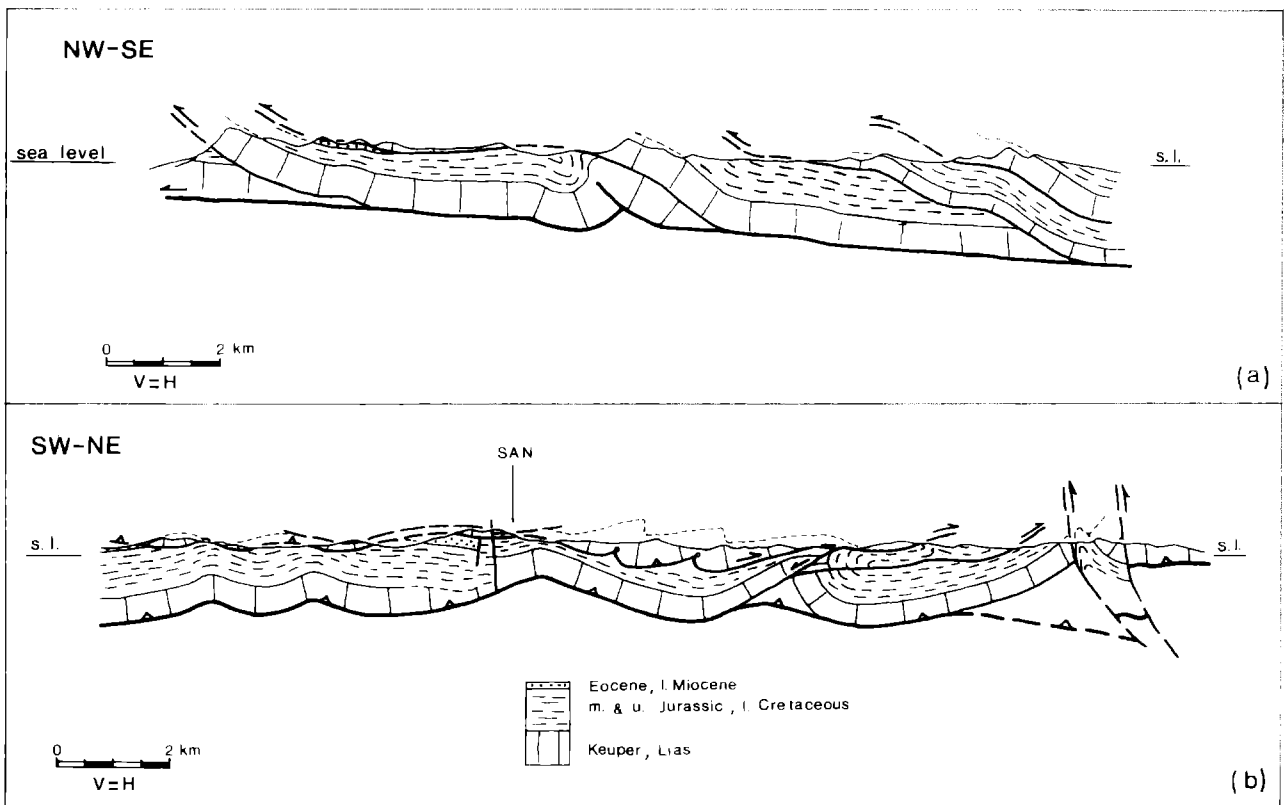 NW-SE
sea level
s.l.
0 2 km
V=H
(a)
SW-NE
SAN
s.l.
s.l.
Eocene, l. Miocene
m. & u. Jurassic, l. Cretaceous
Keuper, Lias
0 2 km
V=H
(b)